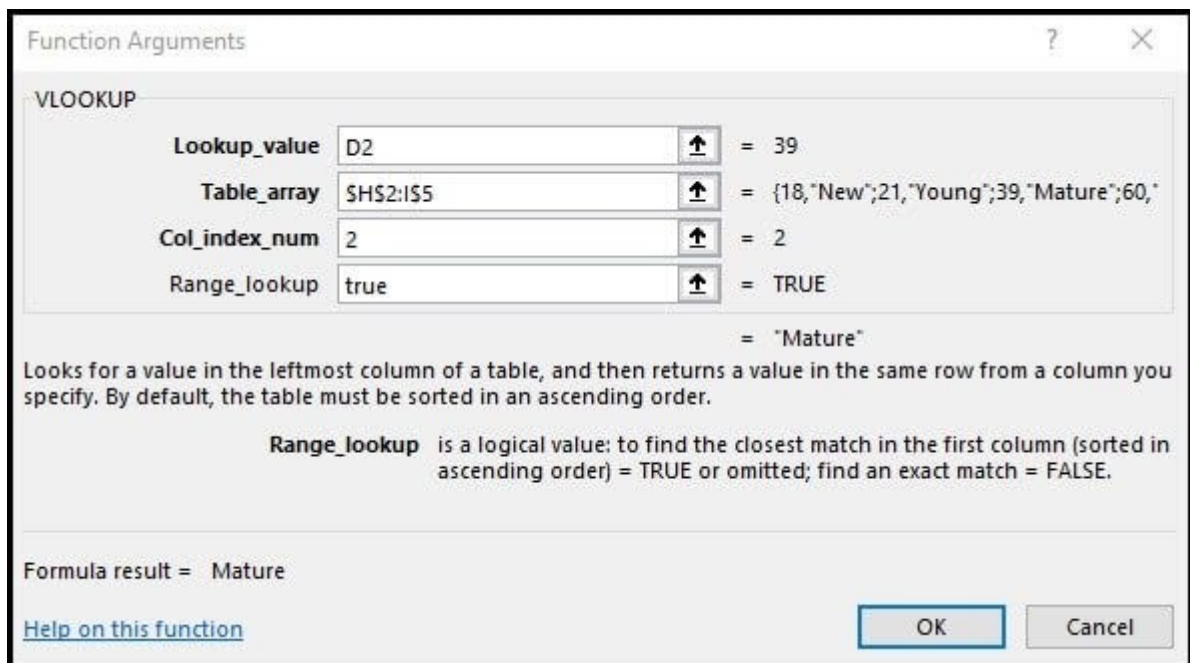 Function Arguments ? ×
VLOOKUP
Lookup_value D2 = 39
Table_array $H$2:I$5 = {18,"New";21,"Young";39,"Mature";60,"
Col_index_num 2 = 2
Range_lookup true = TRUE
= "Mature"
Looks for a value in the leftmost column of a table, and then returns a value in the same row from a column you
specify. By default, the table must be sorted in an ascending order.
Range_lookup is a logical value: to find the closest match in the first column (sorted in
ascending order) = TRUE or omitted; find an exact match = FALSE.
Formula result = Mature
Help on this function OK Cancel